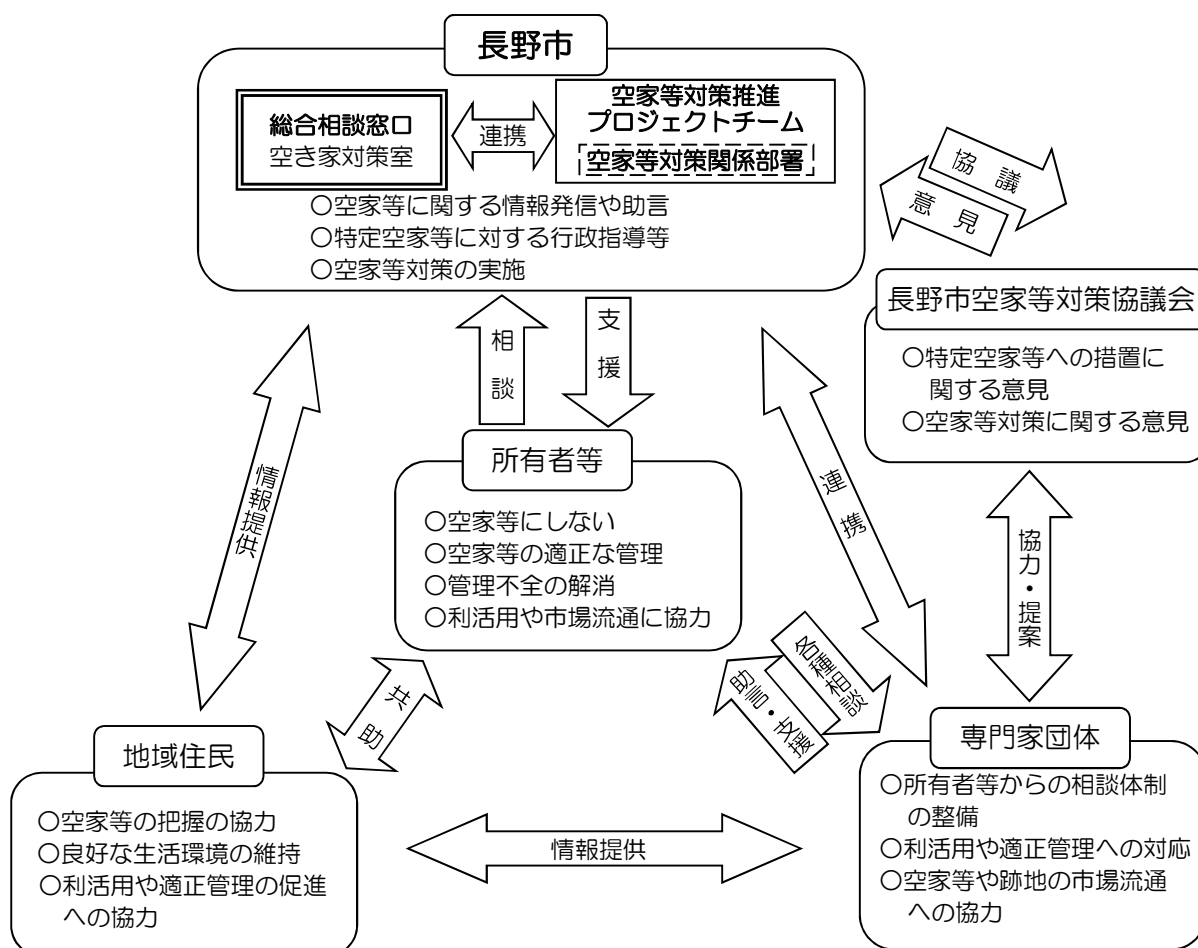 長野市
総合相談窓口
空き家対策室
連携
空家等対策推進
プロジェクトチーム
空家等対策関係部署
○空家等に関する情報発信や助言
○特定空家等に対する行政指導等
○空家等対策の実施
協議
意見
長野市空家等対策協議会
○特定空家等への措置に
関する意見
○空家等対策に関する意見
相談
支援
情報提供
連携
協力・提案
所有者等
○空家等にしない
○空家等の適正な管理
○管理不全の解消
○利活用や市場流通に協力
共助
各種相談
助言・支援
地域住民
○空家等の把握の協力
○良好な生活環境の維持
○利活用や適正管理の促進
への協力
情報提供
専門家団体
○所有者等からの相談体制
の整備
○利活用や適正管理への対応
○空家等や跡地の市場流通
への協力